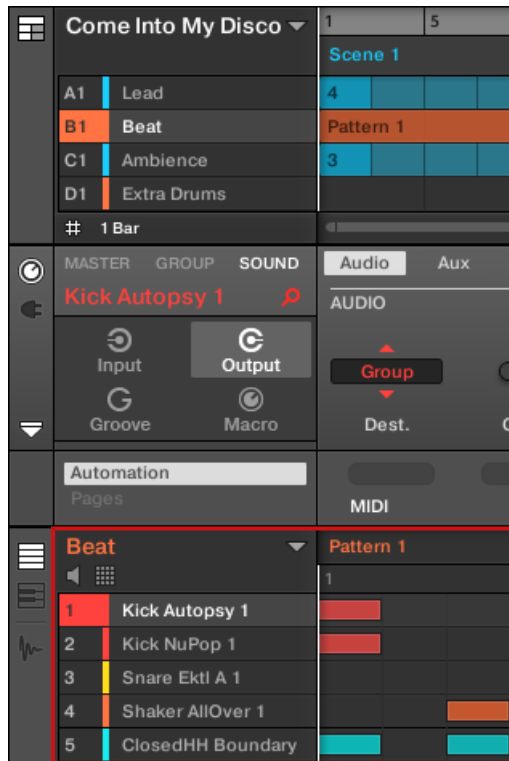 Come Into My Disco
1 5
Scene 1
A1 Lead 4
B1 Beat Pattern 1
C1 Ambience 3
D1 Extra Drums
1 Bar
MASTER GROUP SOUND Audio Aux
Kick Autopsy 1 AUDIO
Input Output
Group
Groove Macro Dest.
Automation
Pages MIDI
Beat Pattern 1
1
1 Kick Autopsy 1
2 Kick NuPop 1
3 Snare Ektl A 1
4 Shaker AllOver 1
5 ClosedHH Boundary